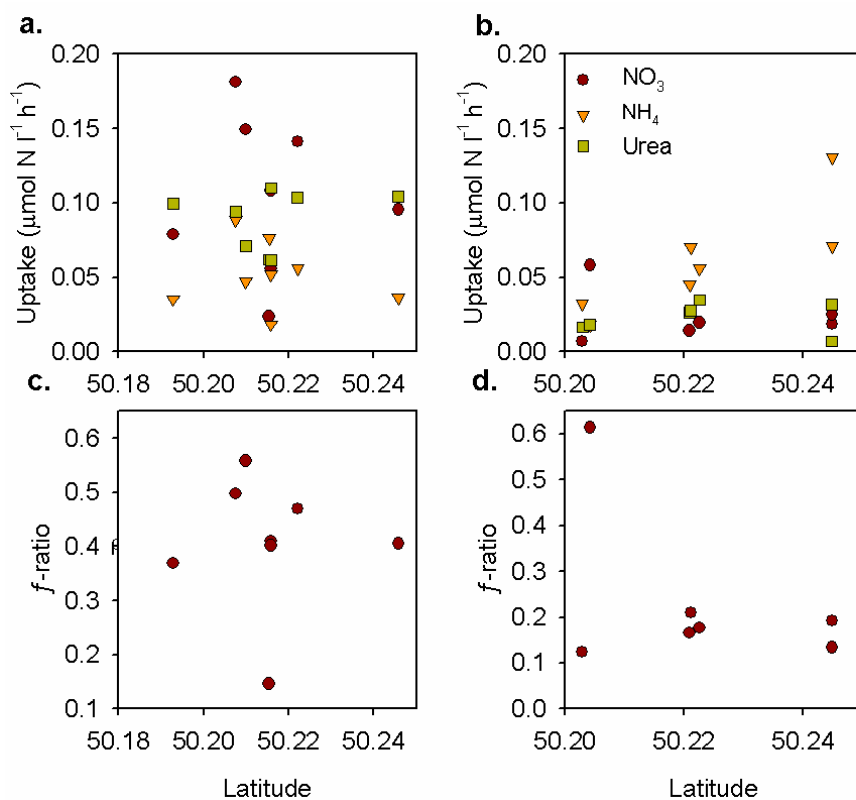 a.
b.
0.20
0.15
0.10
0.05
0.00
Uptake (µmol N l⁻¹ h⁻¹)
50.18 50.20 50.22 50.24
0.20
0.15
0.10
0.05
0.00
Uptake (µmol N l⁻¹ h⁻¹)
NO₃
NH₄
Urea
50.20 50.22 50.24
c.
d.
0.6
0.5
0.4
0.3
0.2
0.1
ƒ-ratio
50.18 50.20 50.22 50.24
Latitude
0.6
0.5
0.4
0.3
0.2
0.1
0.0
ƒ-ratio
50.20 50.22 50.24
Latitude